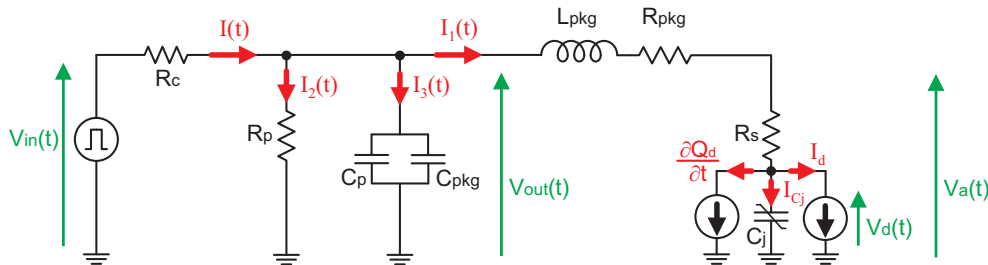 Lpkg Rpkg
I(t) I₁(t)
Rc
I₂(t) I₃(t)
Vin(t) Rp
Rs
∂Qd
∂t
Id
Cp Cpkg
Vout(t)
ICj
Va(t)
Cj
Vd(t)